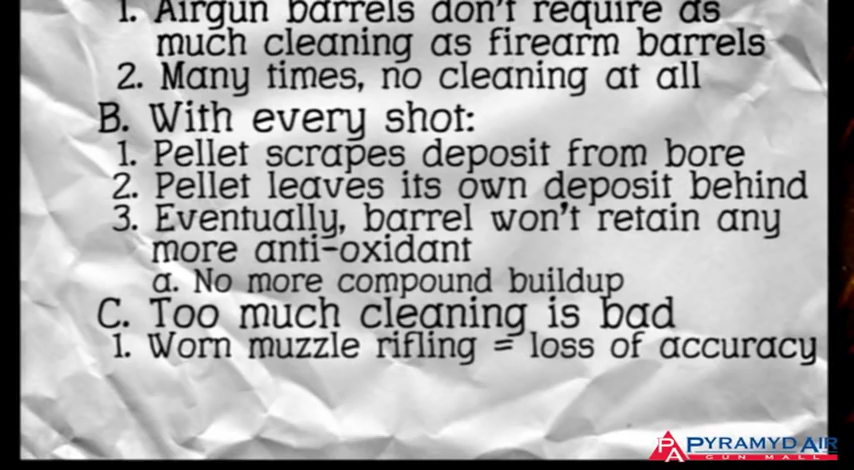 1. Airgun barrels don't require as
much cleaning as firearm barrels
2. Many times, no cleaning at all
B. With every shot:
1. Pellet scrapes deposit from bore
2. Pellet leaves its own deposit behind
3. Eventually, barrel won't retain any
more anti-oxidant
a. No more compound buildup
C. Too much cleaning is bad
1. Worn muzzle rifling = loss of accuracy
PA PYRAMYD AIR
GUN MALL